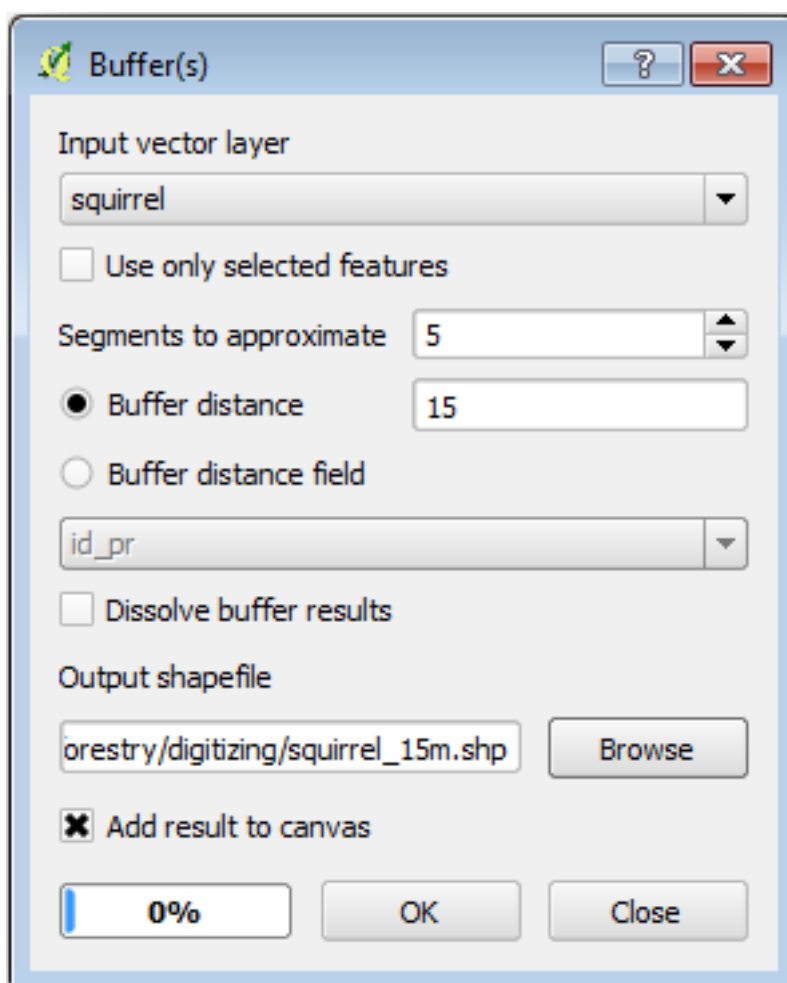 Buffer(s)
?
Input vector layer
squirrel
Use only selected features
Segments to approximate 5
Buffer distance 15
Buffer distance field
id_pr
Dissolve buffer results
Output shapefile
orestry/digitizing/squirrel_15m.shp Browse
Add result to canvas
0% OK Close